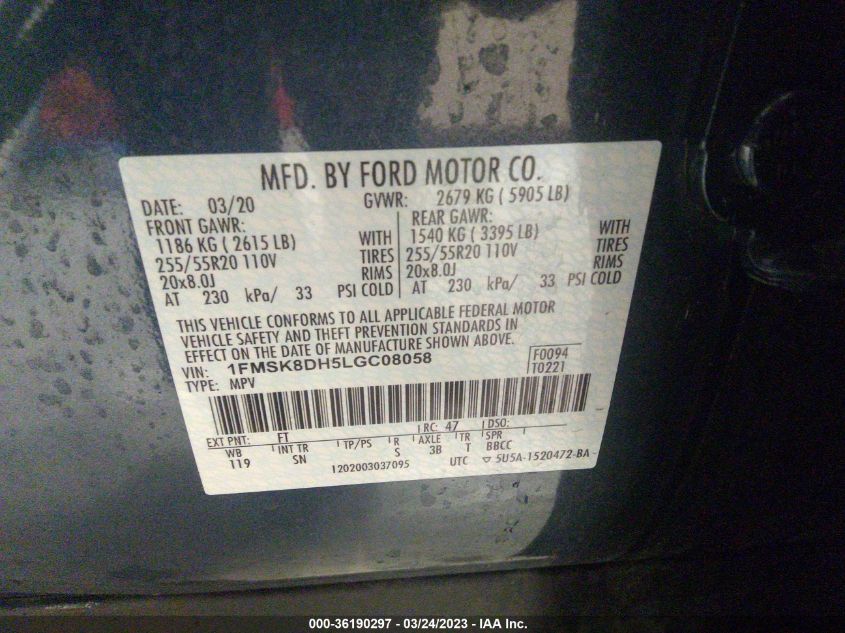 MFD. BY FORD MOTOR CO.
DATE: 03/20 GVWR: 2679 KG ( 5905 LB)
FRONT GAWR: REAR GAWR:
1186 KG ( 2615 LB) WITH 1540 KG ( 3395 LB) WITH
255/55R20 110V TIRES 255/55R20 110V TIRES
20x8.0J RIMS 20x8.0J RIMS
AT 230 kPa/ 33 PSI COLD AT 230 kPa/ 33 PSI COLD
THIS VEHICLE CONFORMS TO ALL APPLICABLE FEDERAL MOTOR
VEHICLE SAFETY AND THEFT PREVENTION STANDARDS IN
EFFECT ON THE DATE OF MANUFACTURE SHOWN ABOVE.
VIN: 1FMSK8DH5LGC08058 F0094
TYPE: MPV T0221
EXT PNT: FT RC: 47 DSO:
WB INT TR TP/PS R AXLE TR SPR
119 SN S 3B T BBCC
1202003037095 UTC ▽ 5U5A-1520472-BA
000-36190297 - 03/24/2023 - IAA Inc.